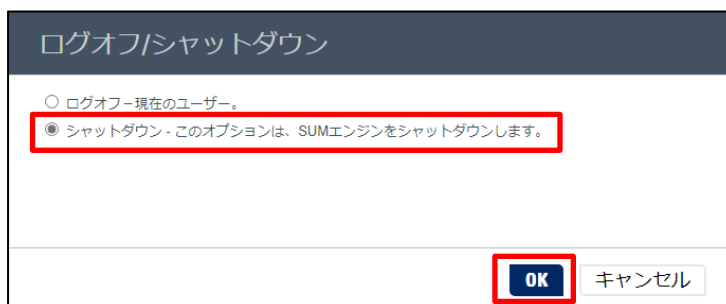 ログオフ/シャットダウン
ログオフ－現在のユーザー。
シャットダウン - このオプションは、SUMエンジンをシャットダウンします。
OK キャンセル